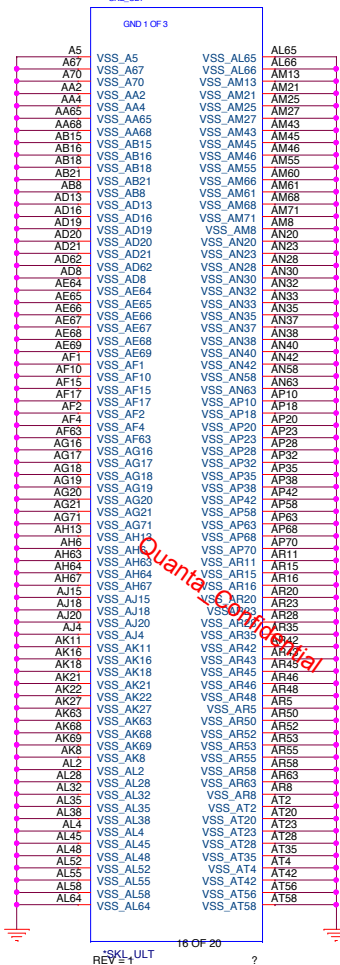 GND 1 OF 3
A5 VSS_A5 VSS_AL65 AL65
A67 VSS_A67 VSS_AL66 AL66
A70 VSS_A70 VSS_AM13 AM13
AA2 VSS_AA2 VSS_AM21 AM21
AA4 VSS_AA4 VSS_AM25 AM25
AA65 VSS_AA65 VSS_AM27 AM27
AA68 VSS_AA68 VSS_AM43 AM43
AB15 VSS_AB15 VSS_AM45 AM45
AB16 VSS_AB16 VSS_AM46 AM46
AB18 VSS_AB18 VSS_AM55 AM55
AB21 VSS_AB21 VSS_AM66 AM60
AB8 VSS_AB8 VSS_AM61 AM61
AD13 VSS_AD13 VSS_AM68 AM68
AD16 VSS_AD16 VSS_AM71 AM71
AD19 VSS_AD19 VSS_AM8 AM8
AD20 VSS_AD20 VSS_AN20 AN20
AD21 VSS_AD21 VSS_AN23 AN23
AD62 VSS_AD62 VSS_AN28 AN28
AD8 VSS_AD8 VSS_AN30 AN30
AE64 VSS_AE64 VSS_AN32 AN32
AE65 VSS_AE65 VSS_AN33 AN33
AE66 VSS_AE66 VSS_AN35 AN35
AE67 VSS_AE67 VSS_AN37 AN37
AE68 VSS_AE68 VSS_AN38 AN38
AE69 VSS_AE69 VSS_AN40 AN40
AF1 VSS_AF1 VSS_AN42 AN42
AF10 VSS_AF10 VSS_AN58 AN58
AF15 VSS_AF15 VSS_AN63 AN63
AF17 VSS_AF17 VSS_AP10 AP10
AF2 VSS_AF2 VSS_AP18 AP18
AF4 VSS_AF4 VSS_AP20 AP20
AF63 VSS_AF63 VSS_AP23 AP23
AG16 VSS_AG16 VSS_AP28 AP28
AG17 VSS_AG17 VSS_AP32 AP32
AG18 VSS_AG18 VSS_AP35 AP35
AG19 VSS_AG19 VSS_AP38 AP38
AG20 VSS_AG20 VSS_AP42 AP42
AG21 VSS_AG21 VSS_AP58 AP58
AG71 VSS_AG71 VSS_AP63 AP63
AH13 VSS_AH13 VSS_AP68 AP68
AH6 VSS_AH6 VSS_AP70 AP70
AH63 VSS_AH63 VSS_AR11 AR11
AH64 VSS_AH64 VSS_AR15 AR15
AH67 VSS_AH67 VSS_AR16 AR16
AJ15 VSS_AJ15 VSS_AR20 AR20
AJ18 VSS_AJ18 VSS_AR23 AR23
AJ20 VSS_AJ20 VSS_AR28 AR28
AJ4 VSS_AJ4 VSS_AR35 AR35
AK11 VSS_AK11 VSS_AR42 AR42
AK16 VSS_AK16 VSS_AR43 AR43
AK18 VSS_AK18 VSS_AR45 AR45
AK21 VSS_AK21 VSS_AR46 AR46
AK22 VSS_AK22 VSS_AR48 AR48
AK27 VSS_AK27 VSS_AR5 AR5
AK63 VSS_AK63 VSS_AR50 AR50
AK68 VSS_AK68 VSS_AR52 AR52
AK69 VSS_AK69 VSS_AR53 AR53
AK8 VSS_AK8 VSS_AR55 AR55
AL2 VSS_AL2 VSS_AR58 AR58
AL28 VSS_AL28 VSS_AR63 AR63
AL32 VSS_AL32 VSS_AR8 AR8
AL35 VSS_AL35 VSS_AT2 AT2
AL38 VSS_AL38 VSS_AT20 AT20
AL4 VSS_AL4 VSS_AT23 AT23
AL45 VSS_AL45 VSS_AT28 AT28
AL48 VSS_AL48 VSS_AT35 AT35
AL52 VSS_AL52 VSS_AT4 AT4
AL55 VSS_AL55 VSS_AT42 AT42
AL58 VSS_AL58 VSS_AT56 AT56
AL64 VSS_AL64 VSS_AT58 AT58
Quanta_Confidential
16 OF 20
*SKL_ULT
REV = 1 ?